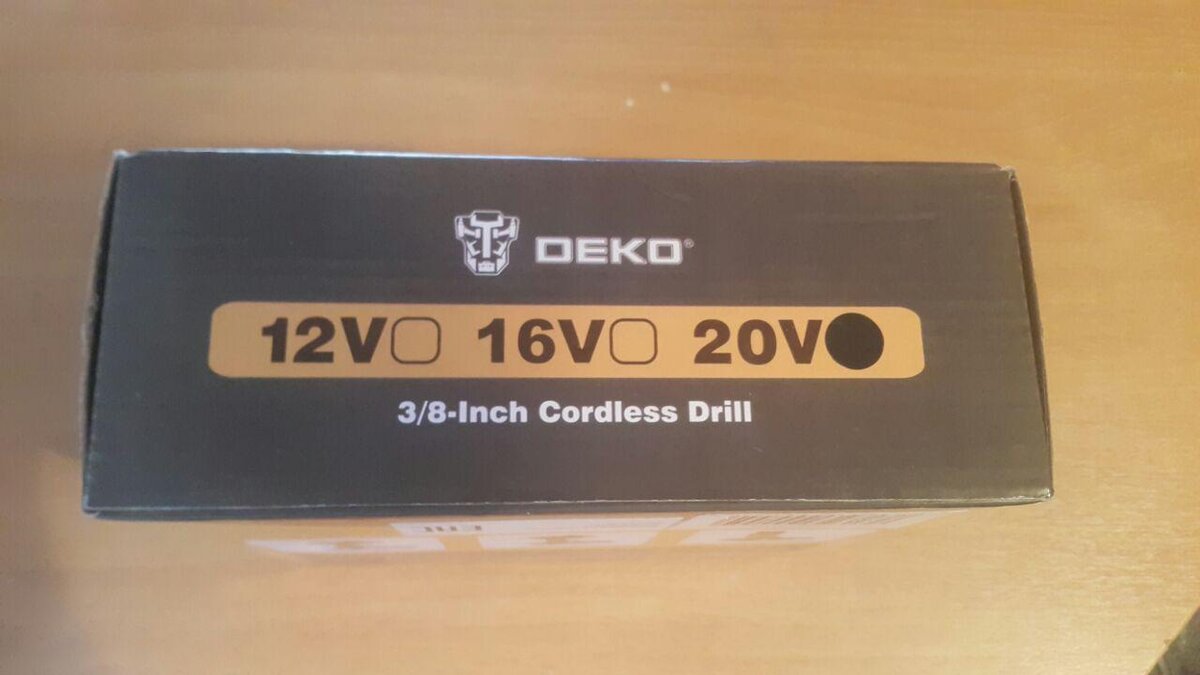 DEKO®
12V 16V 20V
3/8-Inch Cordless Drill